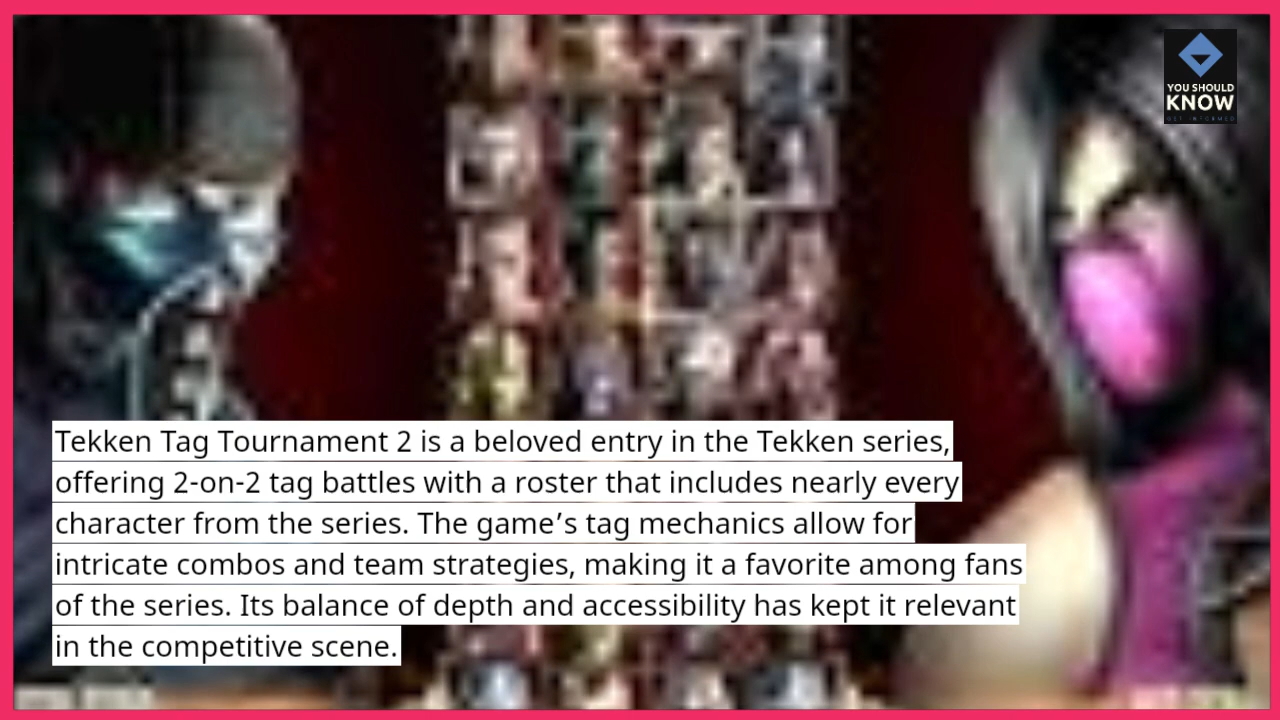 YOU SHOULD
KNOW
GET INFORMED
Tekken Tag Tournament 2 is a beloved entry in the Tekken series,
offering 2-on-2 tag battles with a roster that includes nearly every
character from the series. The game’s tag mechanics allow for
intricate combos and team strategies, making it a favorite among fans
of the series. Its balance of depth and accessibility has kept it relevant
in the competitive scene.